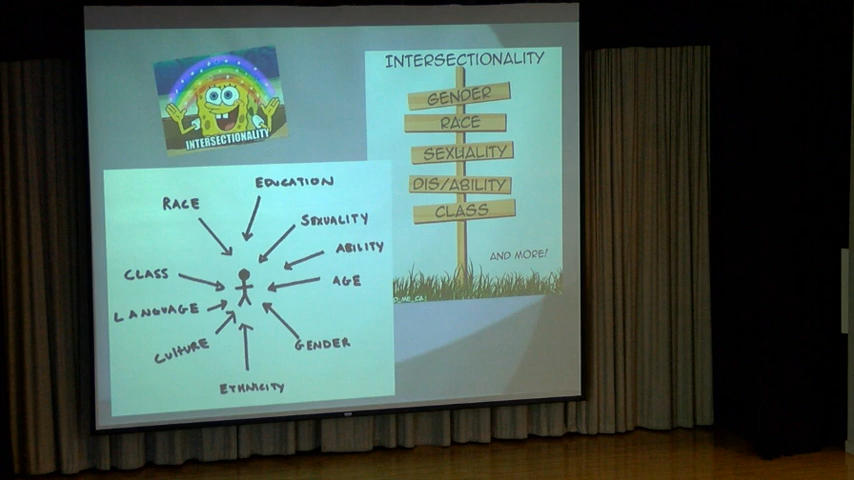 INTERSECTIONALITY
INTERSECTIONALITY
GENDER
RACE
SEXUALITY
DIS/ABILITY
CLASS
AND MORE!
EDUCATION
RACE
SEXUALITY
ABILITY
CLASS
AGE
LANGUAGE
CULTURE
GENDER
ETHNICITY